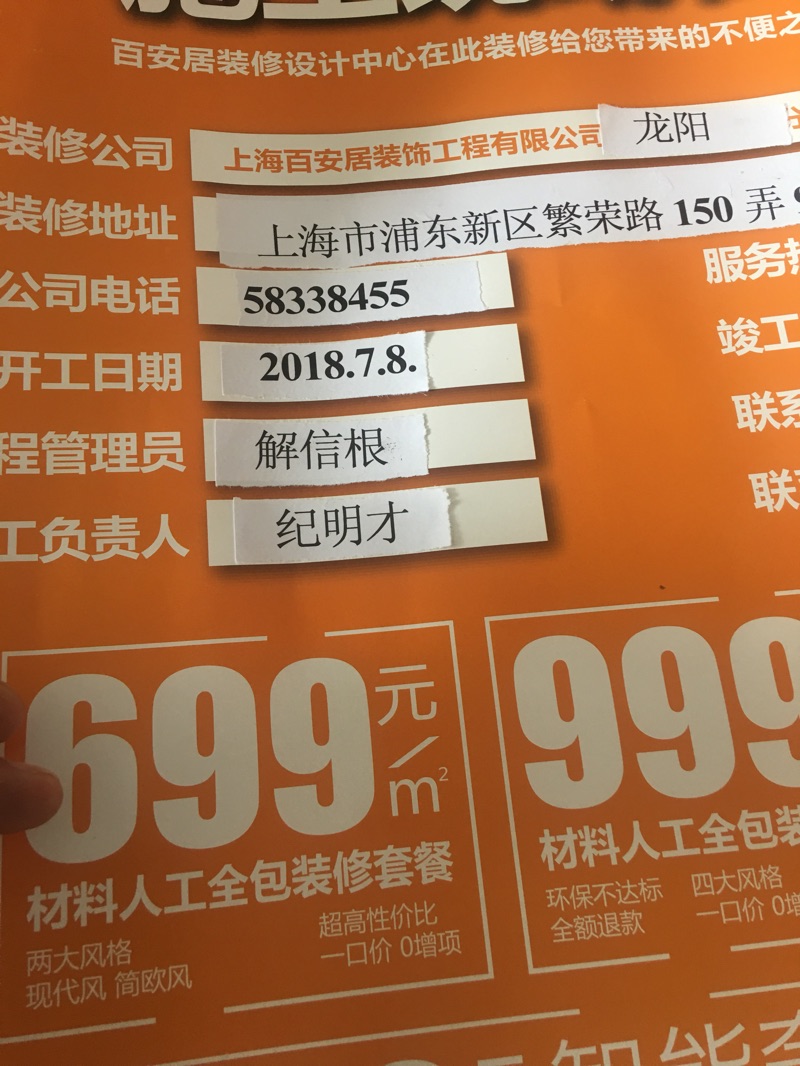 百安居装修设计中心在此装修给您带来的不便之
装修公司 上海百安居装饰工程有限公司 龙阳
装修地址 上海市浦东新区繁荣路 150 弄
公司电话 58338455
服务热
开工日期 2018.7.8.
竣工
程管理员 解信根
联系
工负责人 纪明才
联系
699元/m²
999
材料人工全包装修套餐
材料人工全包装
两大风格
现代风 简欧风
超高性价比
一口价 0增项
环保不达标
全额退款
四大风格
一口价 0增
智能